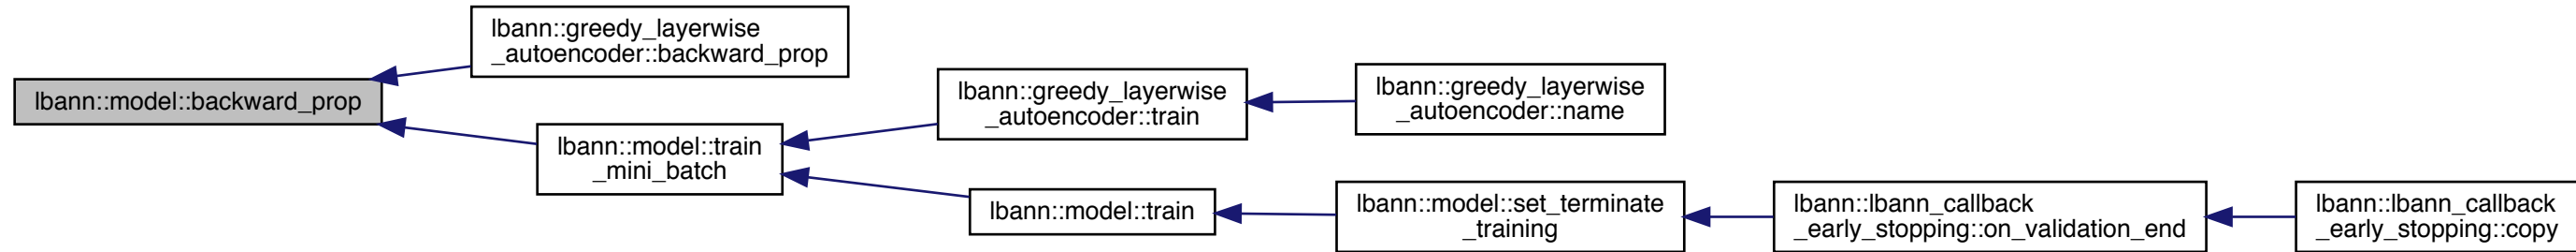 lbann::model::backward_prop
lbann::greedy_layerwise
_autoencoder::backward_prop
lbann::model::train
_mini_batch
lbann::greedy_layerwise
_autoencoder::train
lbann::greedy_layerwise
_autoencoder::name
lbann::model::train
lbann::model::set_terminate
_training
lbann::lbann_callback
_early_stopping::on_validation_end
lbann::lbann_callback
_early_stopping::copy